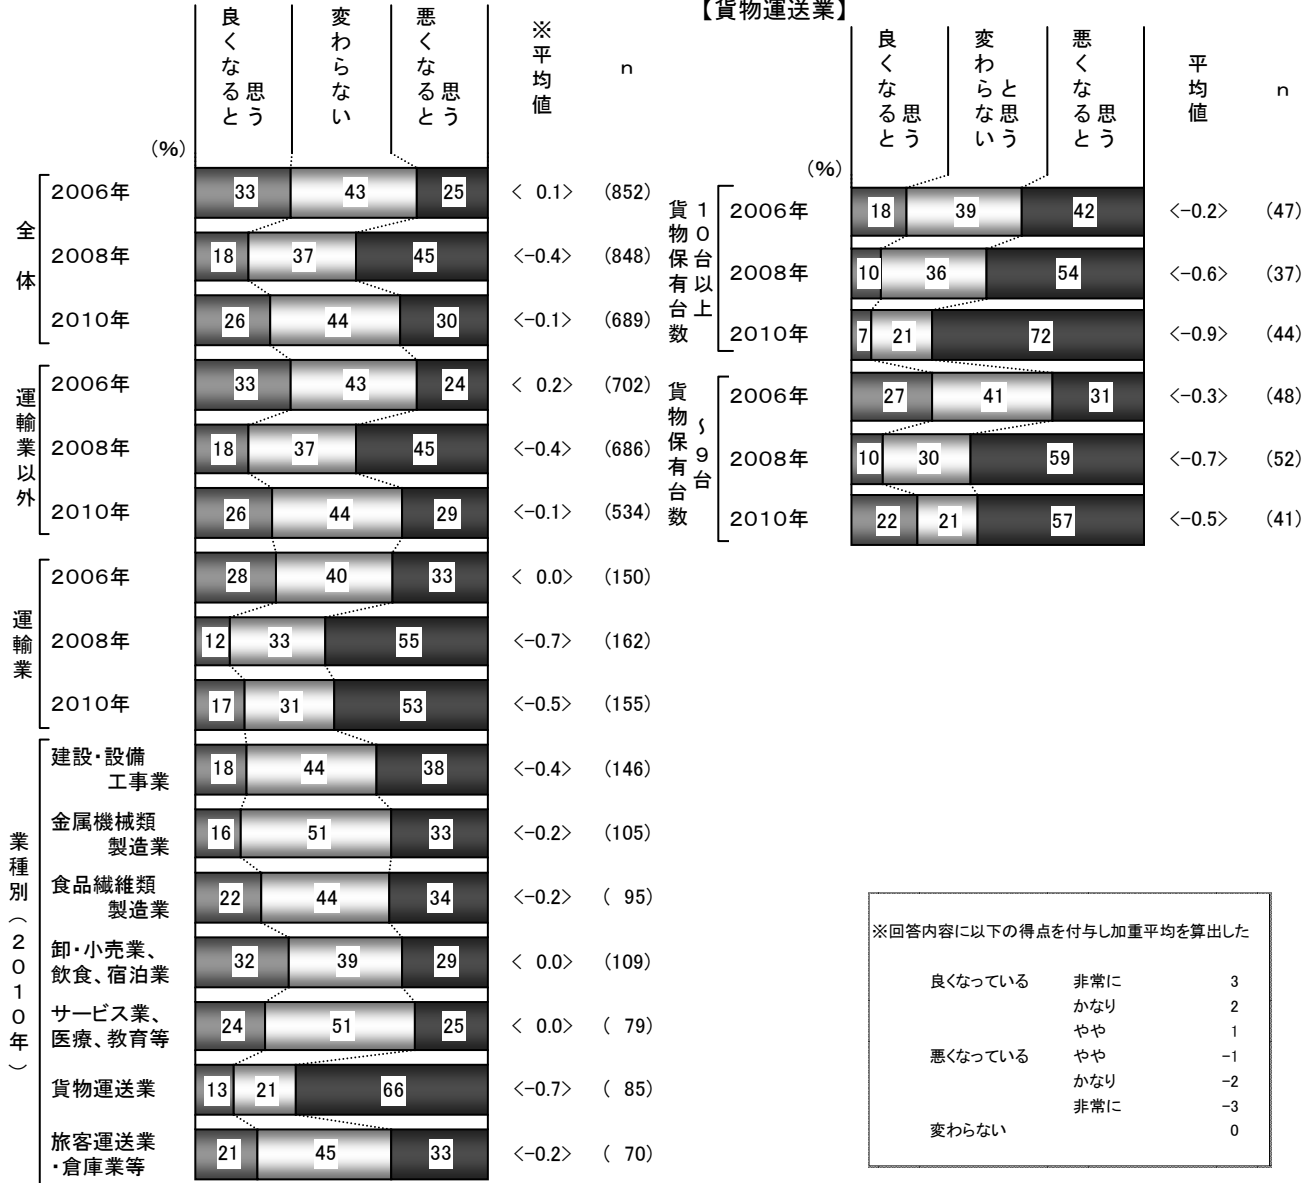 良くなると思う 変わらない 悪くなると思う ※平均値 n
(%)
全体
2006年 33 43 25 < 0.1> (852)
2008年 18 37 45 <-0.4> (848)
2010年 26 44 30 <-0.1> (689)
運輸業以外
2006年 33 43 24 < 0.2> (702)
2008年 18 37 45 <-0.4> (686)
2010年 26 44 29 <-0.1> (534)
運輸業
2006年 28 40 33 < 0.0> (150)
2008年 12 33 55 <-0.7> (162)
2010年 17 31 53 <-0.5> (155)
業種別(2010年)
建設・設備
工事業 18 44 38 <-0.4> (146)
金属機械類
製造業 16 51 33 <-0.2> (105)
食品繊維類
製造業 22 44 34 <-0.2> ( 95)
卸・小売業、
飲食、宿泊業 32 39 29 < 0.0> (109)
サービス業、
医療、教育等 24 51 25 < 0.0> ( 79)
貨物運送業 13 21 66 <-0.7> ( 85)
旅客運送業
・倉庫業等 21 45 33 <-0.2> ( 70)
【貨物運送業】
良くなると思う 変わらないと思う 悪くなると思う 平均値 n
(%)
貨物保有台数
10台以上
2006年 18 39 42 <-0.2> (47)
2008年 10 36 54 <-0.6> (37)
2010年 7 21 72 <-0.9> (44)
貨物保有台数
~9台
2006年 27 41 31 <-0.3> (48)
2008年 10 30 59 <-0.7> (52)
2010年 22 21 57 <-0.5> (41)
※回答内容に以下の得点を付与し加重平均を算出した
良くなっている 非常に 3
かなり 2
やや 1
悪くなっている やや -1
かなり -2
非常に -3
変わらない 0